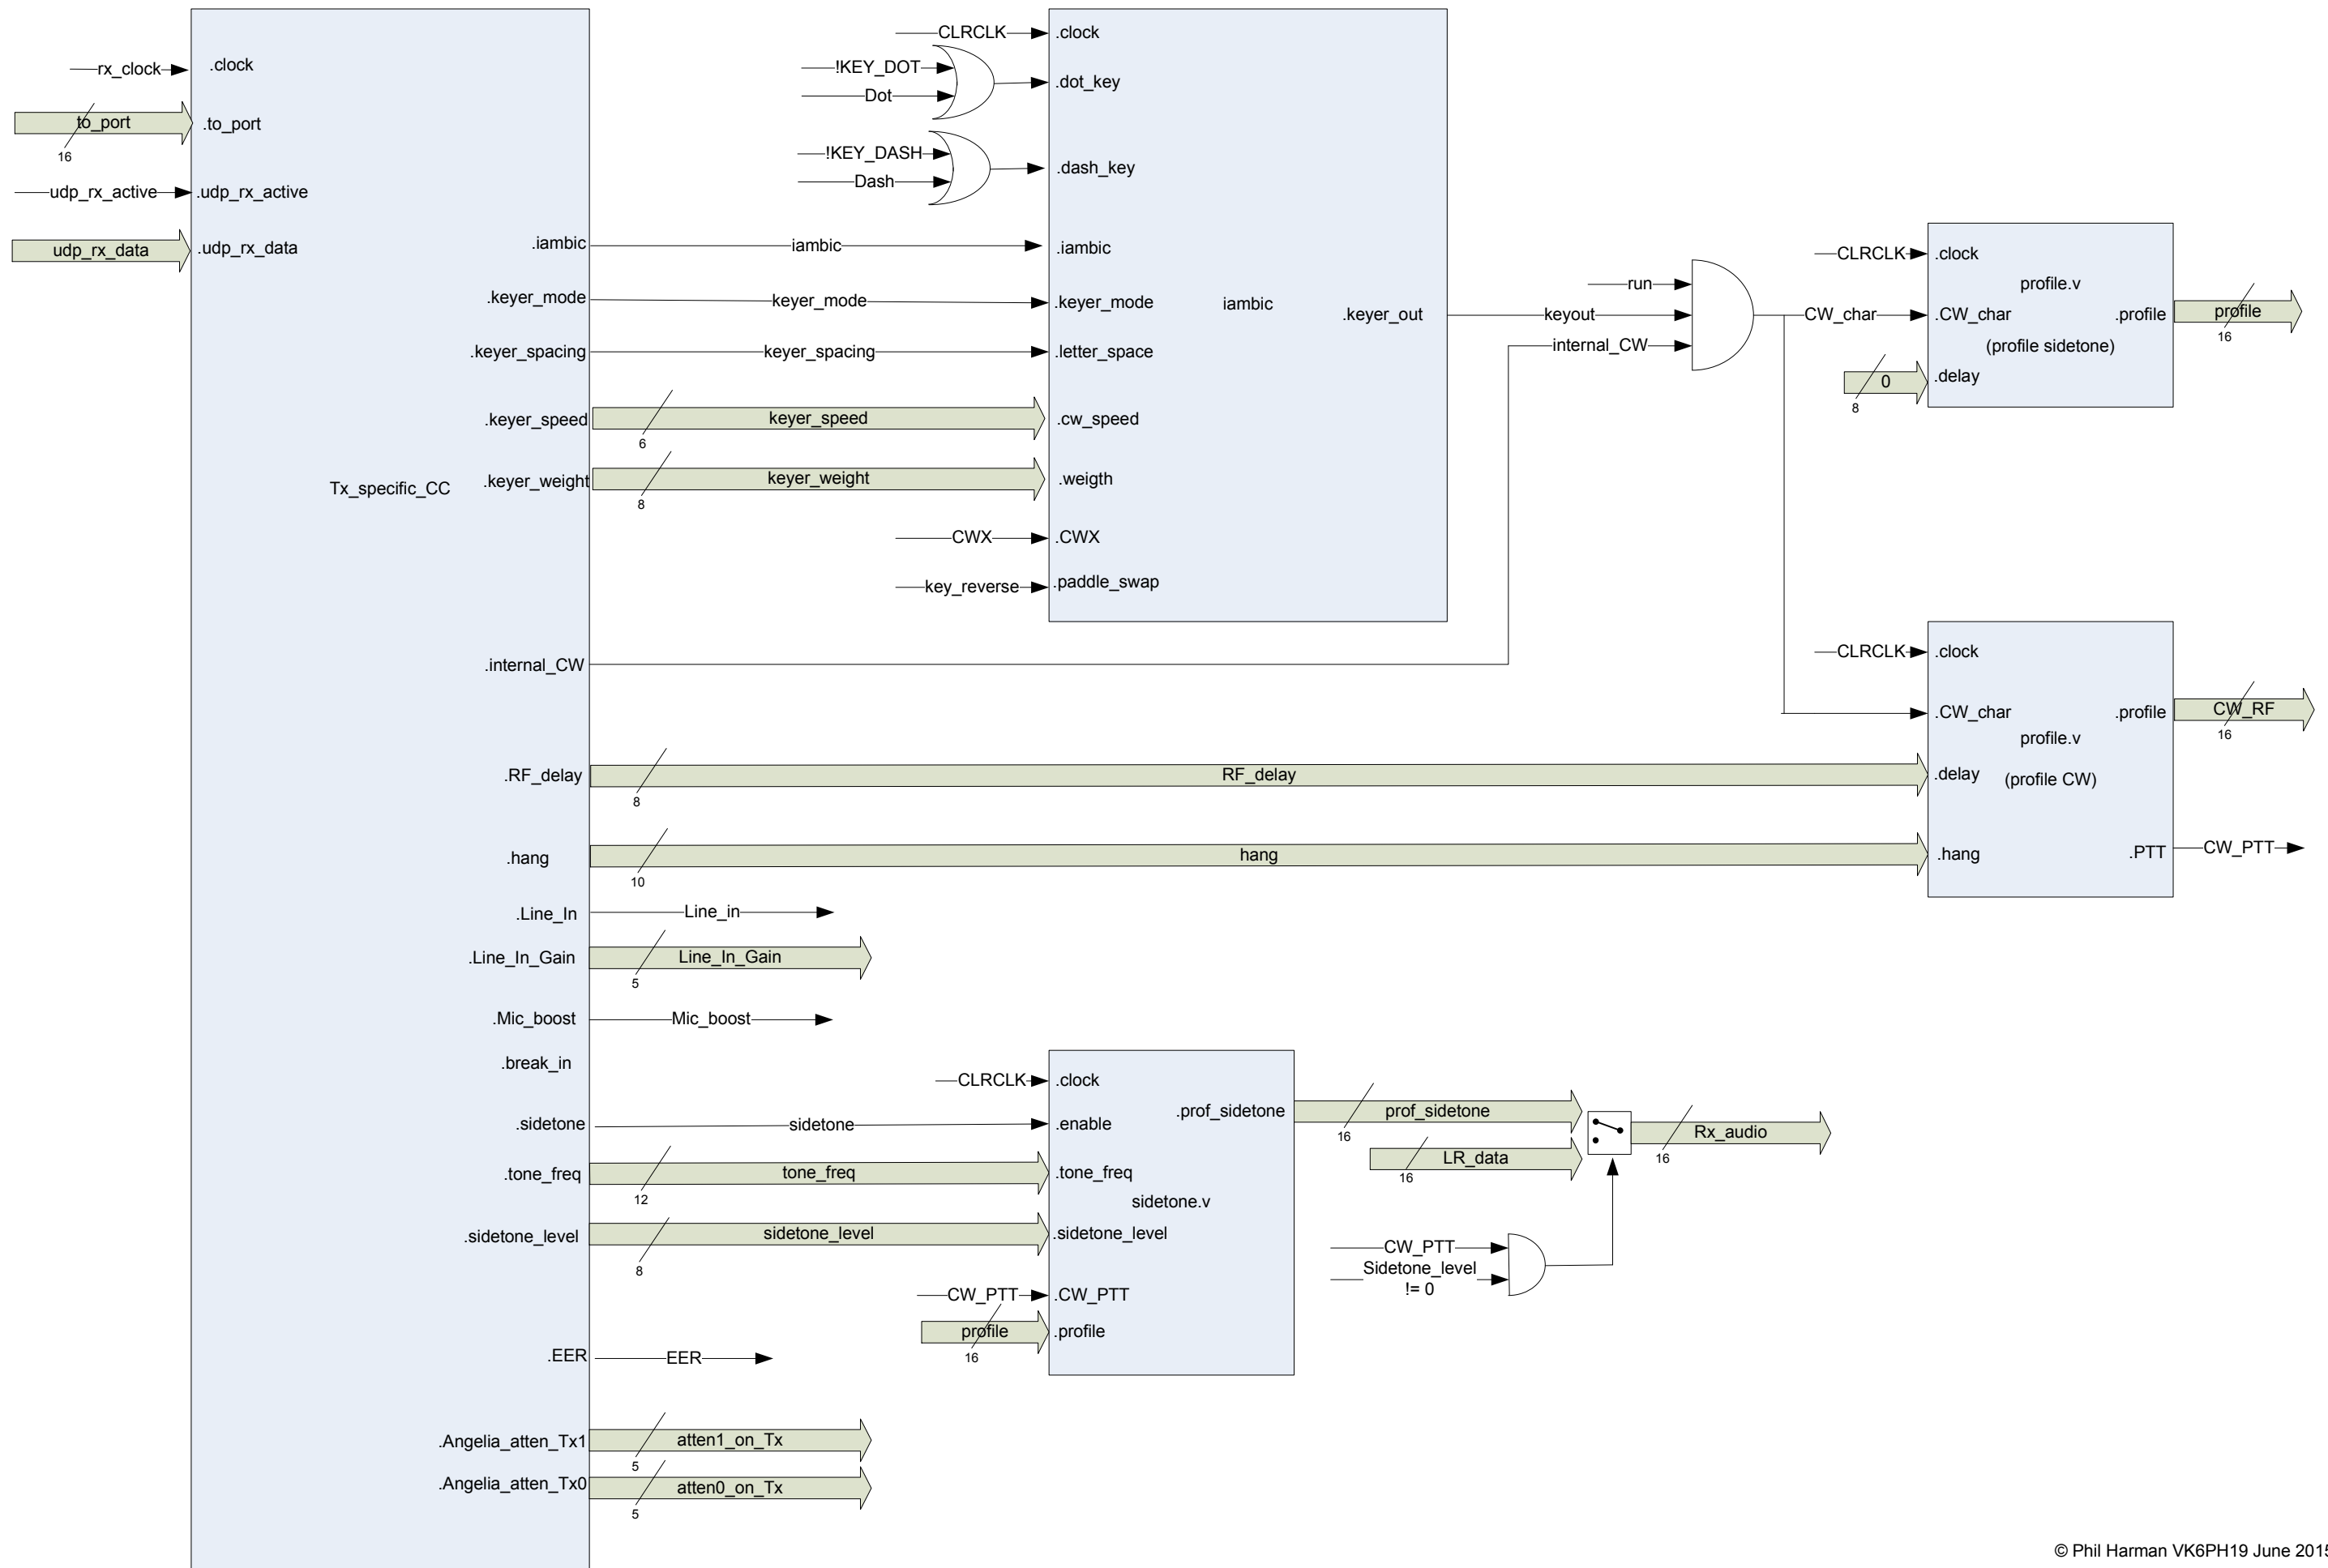 rx_clock
.clock
to_port
16
.to_port
udp_rx_active
.udp_rx_active
udp_rx_data
.udp_rx_data
Tx_specific_CC
.iambic
.keyer_mode
.keyer_spacing
.keyer_speed
.keyer_weight
.internal_CW
.RF_delay
.hang
.Line_In
.Line_In_Gain
.Mic_boost
.break_in
.sidetone
.tone_freq
.sidetone_level
.EER
.Angelia_atten_Tx1
.Angelia_atten_Tx0
iambic
keyer_mode
keyer_spacing
keyer_speed
6
keyer_weight
8
CLRCLK
!KEY_DOT
Dot
!KEY_DASH
Dash
CWX
key_reverse
.clock
.dot_key
.dash_key
.iambic
.keyer_mode
.letter_space
.cw_speed
.weigth
.CWX
.paddle_swap
iambic
.keyer_out
run
keyout
internal_CW
CW_char
CLRCLK
0
8
.clock
.CW_char
.delay
profile.v
(profile sidetone)
.profile
profile
16
CLRCLK
.clock
.CW_char
.delay
.hang
profile.v
(profile CW)
.profile
.PTT
CW_RF
16
CW_PTT
RF_delay
8
hang
10
Line_in
Line_In_Gain
5
Mic_boost
sidetone
tone_freq
12
sidetone_level
8
CLRCLK
CW_PTT
profile
16
.clock
.enable
.tone_freq
sidetone.v
.sidetone_level
.CW_PTT
.profile
.prof_sidetone
prof_sidetone
16
LR_data
16
Rx_audio
16
CW_PTT
Sidetone_level
!= 0
EER
atten1_on_Tx
5
atten0_on_Tx
5
© Phil Harman VK6PH19 June 2015